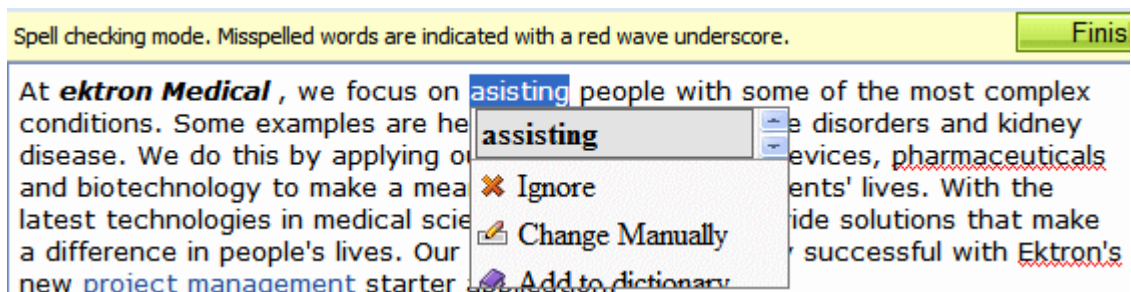 Spell checking mode. Misspelled words are indicated with a red wave underscore.
Finis
At ektron Medical , we focus on asisting people with some of the most complex
conditions. Some examples are he e disorders and kidney
assisting
disease. We do this by applying ou evices, pharmaceuticals
and biotechnology to make a mea ents' lives. With the
Ignore
latest technologies in medical scie ride solutions that make
Change Manually
a difference in people's lives. Our y successful with Ektron's
Add to dictionary
new project management starter